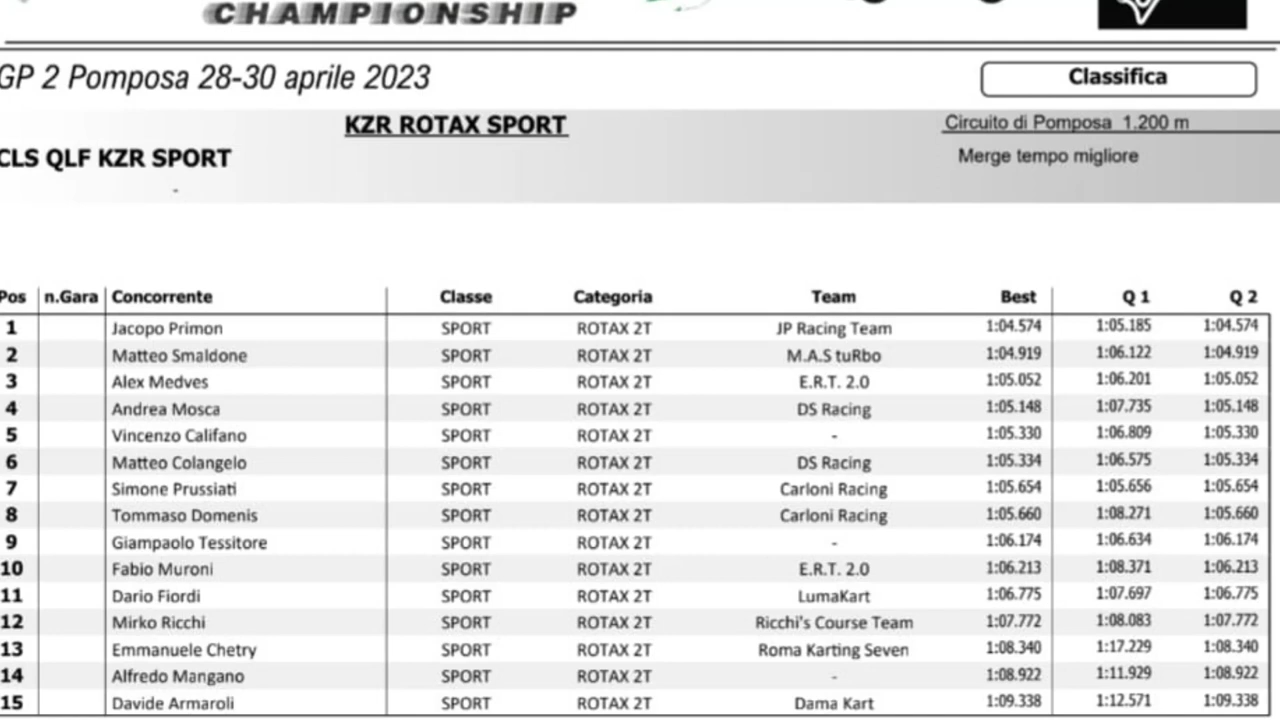 CHAMPIONSHIP
GP 2 Pomposa 28-30 aprile 2023
Classifica
KZR ROTAX SPORT
Circuito di Pomposa 1.200 m
CLS QLF KZR SPORT
Merge tempo migliore
Pos n.Gara Concorrente Classe Categoria Team Best Q 1 Q 2
1 Jacopo Primon SPORT ROTAX 2T JP Racing Team 1:04.574 1:05.185 1:04.574
2 Matteo Smaldone SPORT ROTAX 2T M.A.S tuRbo 1:04.919 1:06.122 1:04.919
3 Alex Medves SPORT ROTAX 2T E.R.T. 2.0 1:05.052 1:06.201 1:05.052
4 Andrea Mosca SPORT ROTAX 2T DS Racing 1:05.148 1:07.735 1:05.148
5 Vincenzo Califano SPORT ROTAX 2T - 1:05.330 1:06.809 1:05.330
6 Matteo Colangelo SPORT ROTAX 2T DS Racing 1:05.334 1:06.575 1:05.334
7 Simone Prussiati SPORT ROTAX 2T Carloni Racing 1:05.654 1:05.656 1:05.654
8 Tommaso Domenis SPORT ROTAX 2T Carloni Racing 1:05.660 1:08.271 1:05.660
9 Giampaolo Tessitore SPORT ROTAX 2T - 1:06.174 1:06.634 1:06.174
10 Fabio Muroni SPORT ROTAX 2T E.R.T. 2.0 1:06.213 1:08.371 1:06.213
11 Dario Fiordi SPORT ROTAX 2T LumaKart 1:06.775 1:07.697 1:06.775
12 Mirko Ricchi SPORT ROTAX 2T Ricchi's Course Team 1:07.772 1:08.083 1:07.772
13 Emmanuele Chetry SPORT ROTAX 2T Roma Karting Seven 1:08.340 1:17.229 1:08.340
14 Alfredo Mangano SPORT ROTAX 2T - 1:08.922 1:11.929 1:08.922
15 Davide Armaroli SPORT ROTAX 2T Dama Kart 1:09.338 1:12.571 1:09.338